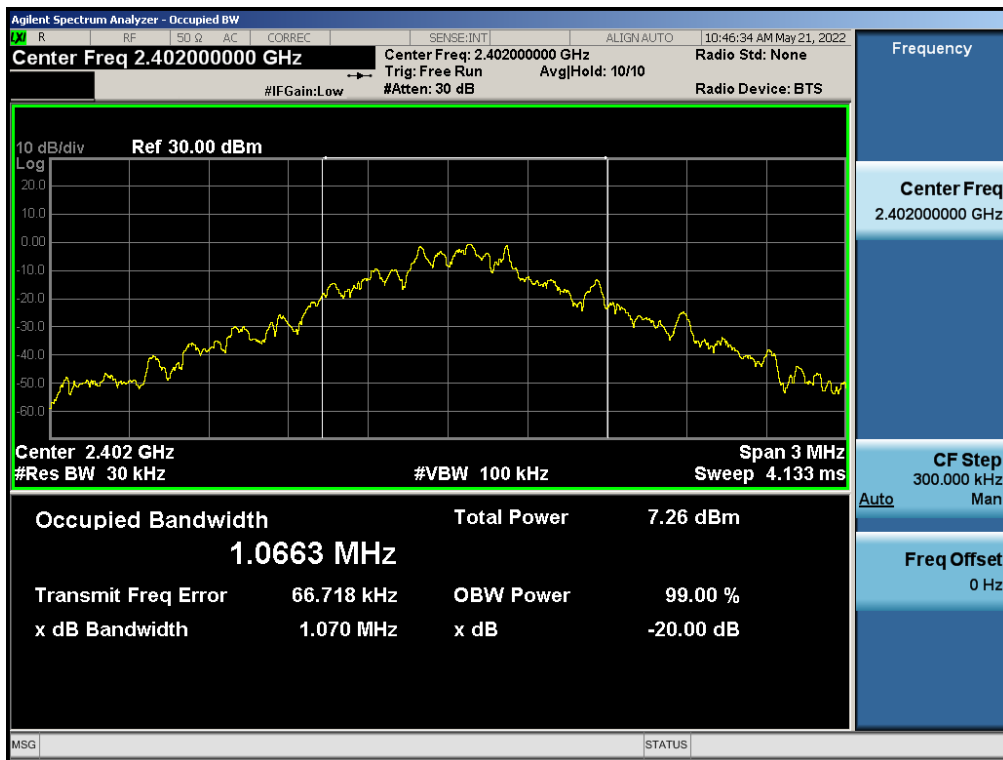 Agilent Spectrum Analyzer - Occupied BW
LXI R RF 50 Ω AC CORREC SENSE:INT ALIGN AUTO 10:46:34 AM May 21, 2022
Center Freq 2.402000000 GHz
Center Freq: 2.402000000 GHz Radio Std: None
Trig: Free Run Avg|Hold: 10/10
#IFGain:Low #Atten: 30 dB Radio Device: BTS
10 dB/div Ref 30.00 dBm
Log
20.0
10.0
0.00
-10.0
-20.0
-30.0
-40.0
-50.0
-60.0
Center 2.402 GHz Span 3 MHz
#Res BW 30 kHz #VBW 100 kHz Sweep 4.133 ms
Occupied Bandwidth Total Power 7.26 dBm
1.0663 MHz
Transmit Freq Error 66.718 kHz OBW Power 99.00 %
x dB Bandwidth 1.070 MHz x dB -20.00 dB
Frequency
Center Freq
2.402000000 GHz
CF Step
300.000 kHz
Auto Man
Freq Offset
0 Hz
MSG STATUS